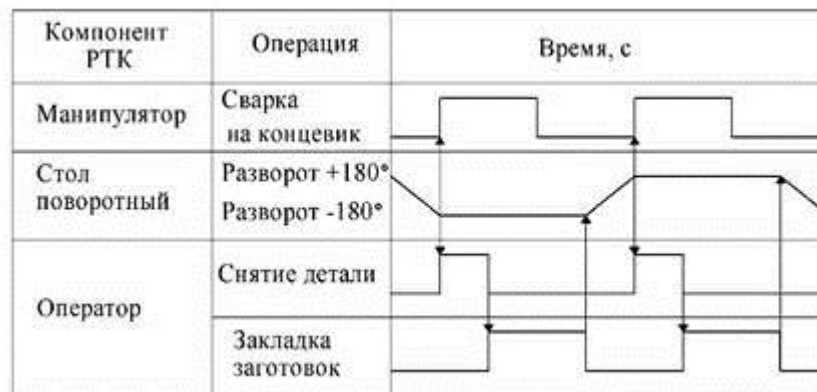 Компонент
РТК
Операция
Время, с
Манипулятор
Сварка
на концевик
Стол
поворотный
Разворот +180°
Разворот -180°
Оператор
Снятие детали
Закладка
заготовок